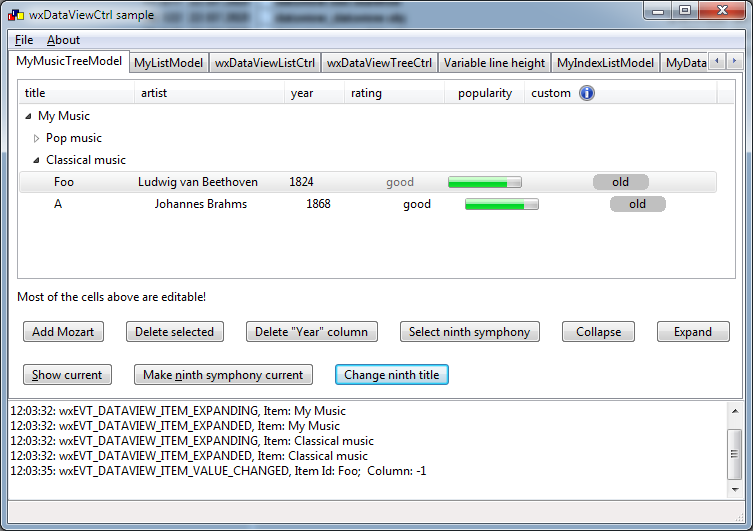 wxDataViewCtrl sample
File About
MyMusicTreeModel MyListModel wxDataViewListCtrl wxDataViewTreeCtrl Variable line height MyIndexListModel MyData
title artist year rating popularity custom
My Music
Pop music
Classical music
Foo Ludwig van Beethoven 1824 good old
A Johannes Brahms 1868 good old
Most of the cells above are editable!
Add Mozart Delete selected Delete "Year" column Select ninth symphony Collapse Expand
Show current Make ninth symphony current Change ninth title
12:03:32: wxEVT_DATAVIEW_ITEM_EXPANDING, Item: My Music
12:03:32: wxEVT_DATAVIEW_ITEM_EXPANDED, Item: My Music
12:03:32: wxEVT_DATAVIEW_ITEM_EXPANDING, Item: Classical music
12:03:32: wxEVT_DATAVIEW_ITEM_EXPANDED, Item: Classical music
12:03:35: wxEVT_DATAVIEW_ITEM_VALUE_CHANGED, Item Id: Foo;  Column: -1